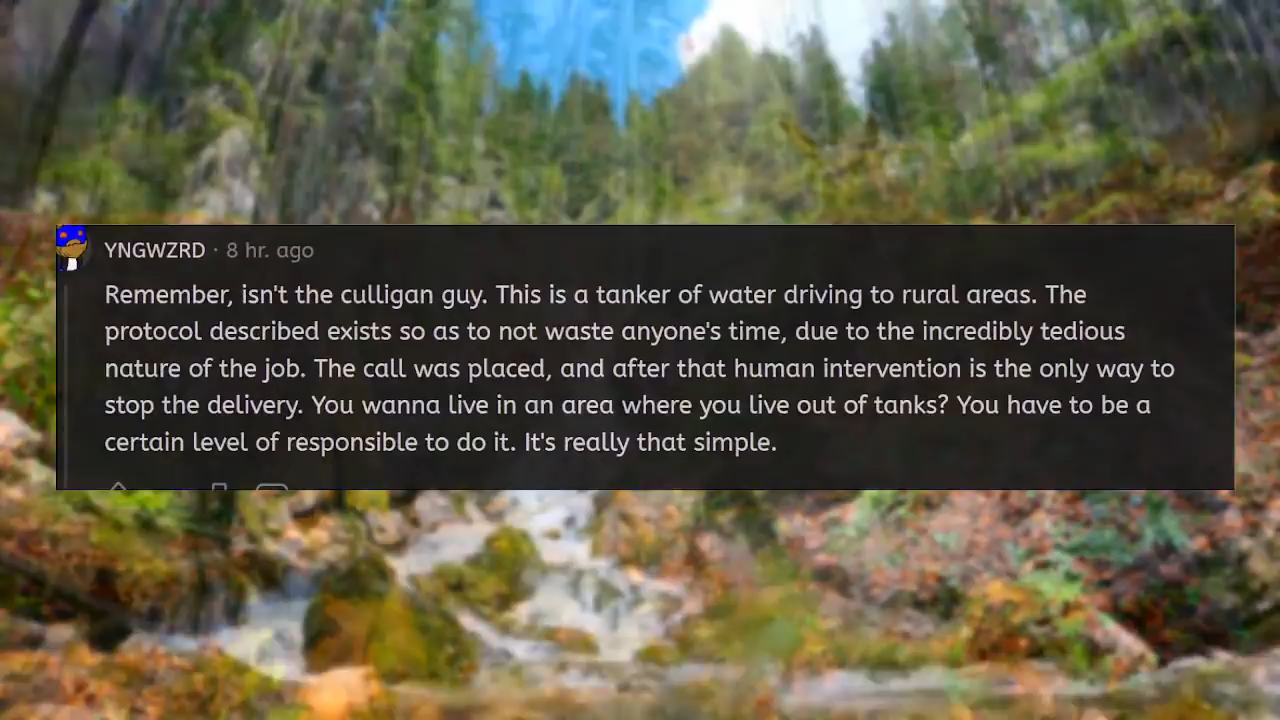 YNGWZRD · 8 hr. ago
Remember, isn't the culligan guy. This is a tanker of water driving to rural areas. The
protocol described exists so as to not waste anyone's time, due to the incredibly tedious
nature of the job. The call was placed, and after that human intervention is the only way to
stop the delivery. You wanna live in an area where you live out of tanks? You have to be a
certain level of responsible to do it. It's really that simple.